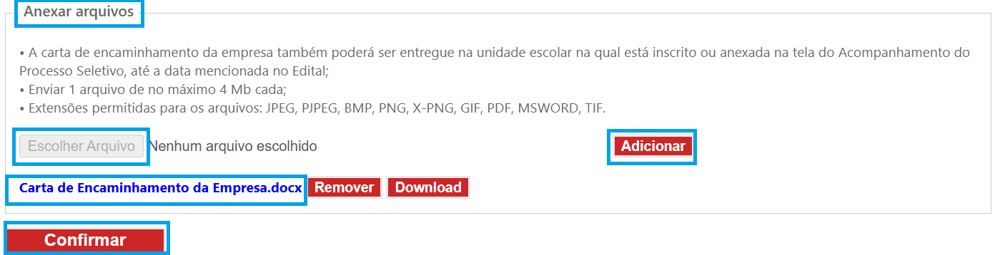 Anexar arquivos
• A carta de encaminhamento da empresa também poderá ser entregue na unidade escolar na qual está inscrito ou anexada na tela do Acompanhamento do
Processo Seletivo, até a data mencionada no Edital;
• Enviar 1 arquivo de no máximo 4 Mb cada;
• Extensões permitidas para os arquivos: JPEG, PJPEG, BMP, PNG, X-PNG, GIF, PDF, MSWORD, TIF.
Escolher Arquivo Nenhum arquivo escolhido Adicionar
Carta de Encaminhamento da Empresa.docx Remover Download
Confirmar